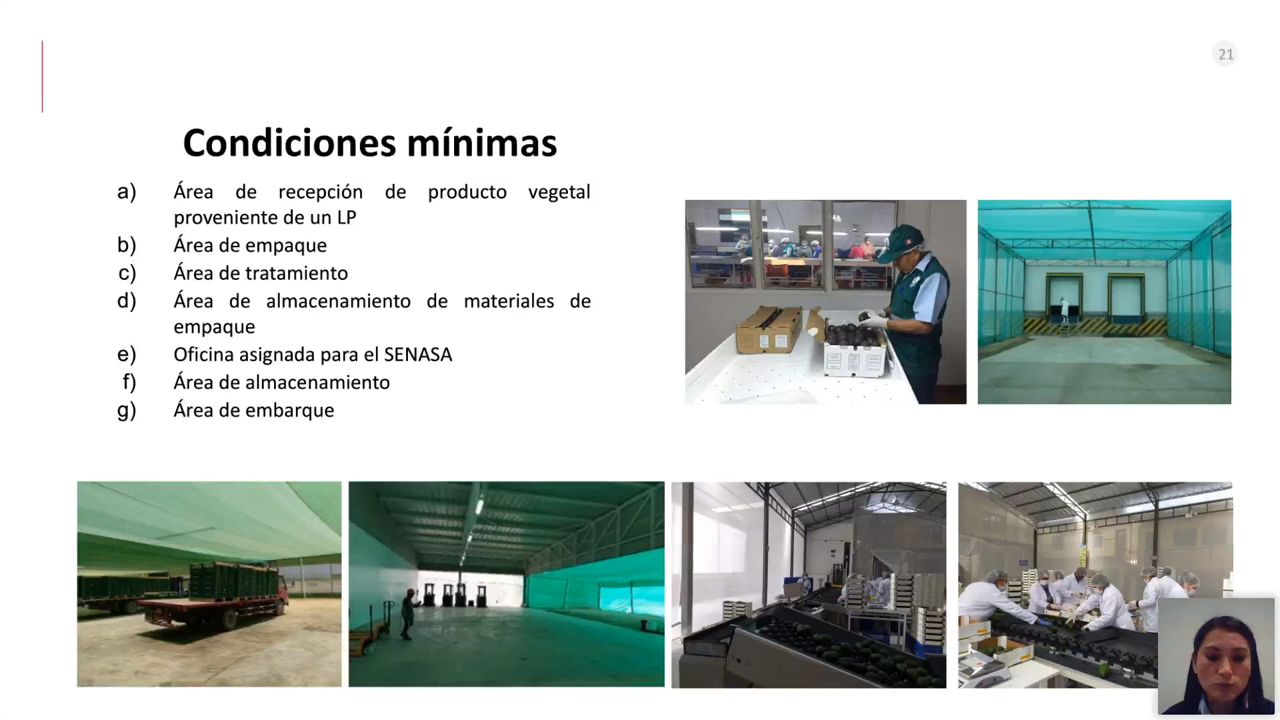 21
Condiciones mínimas
a) Área de recepción de producto vegetal
proveniente de un LP
b) Área de empaque
c) Área de tratamiento
d) Área de almacenamiento de materiales de
empaque
e) Oficina asignada para el SENASA
f) Área de almacenamiento
g) Área de embarque